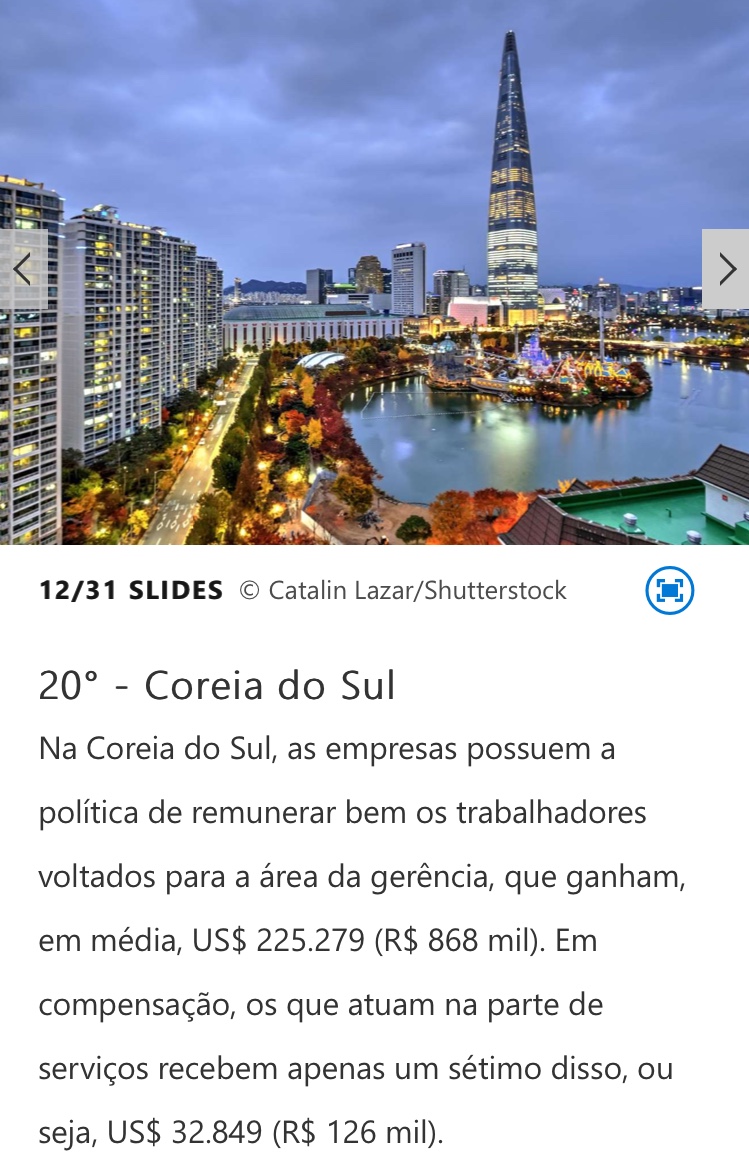 12/31 SLIDES © Catalin Lazar/Shutterstock
20° - Coreia do Sul
Na Coreia do Sul, as empresas possuem a
política de remunerar bem os trabalhadores
voltados para a área da gerência, que ganham,
em média, US$ 225.279 (R$ 868 mil). Em
compensação, os que atuam na parte de
serviços recebem apenas um sétimo disso, ou
seja, US$ 32.849 (R$ 126 mil).